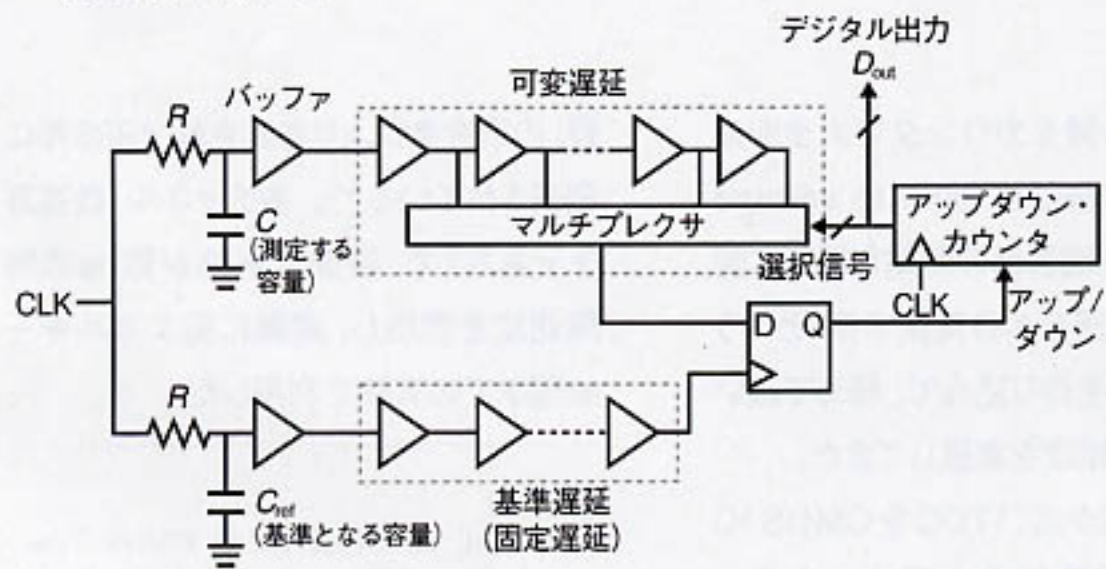 デジタル出力
Dout
可変遅延
バッファ
R
マルチプレクサ
アップダウン・
カウンタ
C
(測定する
容量)
選択信号
CLK
CLK
アップ/
ダウン
D Q
R
Cref
(基準となる容量)
基準遅延
(固定遅延)